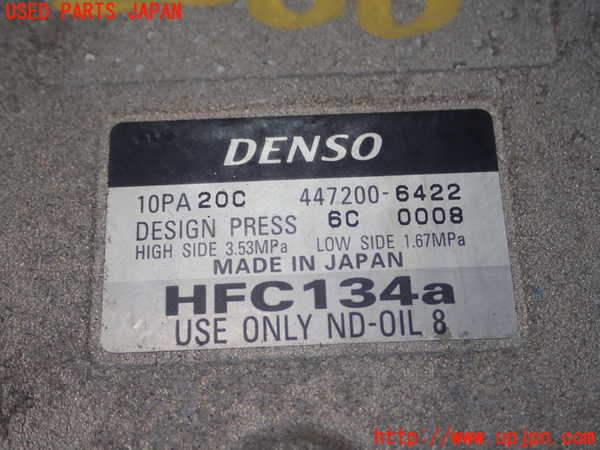 USED PARTS JAPAN
DENSO
10PA 20C 447200-6422
DESIGN PRESS 6C 0008
HIGH SIDE 3.53MPa LOW SIDE 1.67MPa
MADE IN JAPAN
HFC134a
USE ONLY ND-OIL 8
UPJ
http://www.upjpn.com